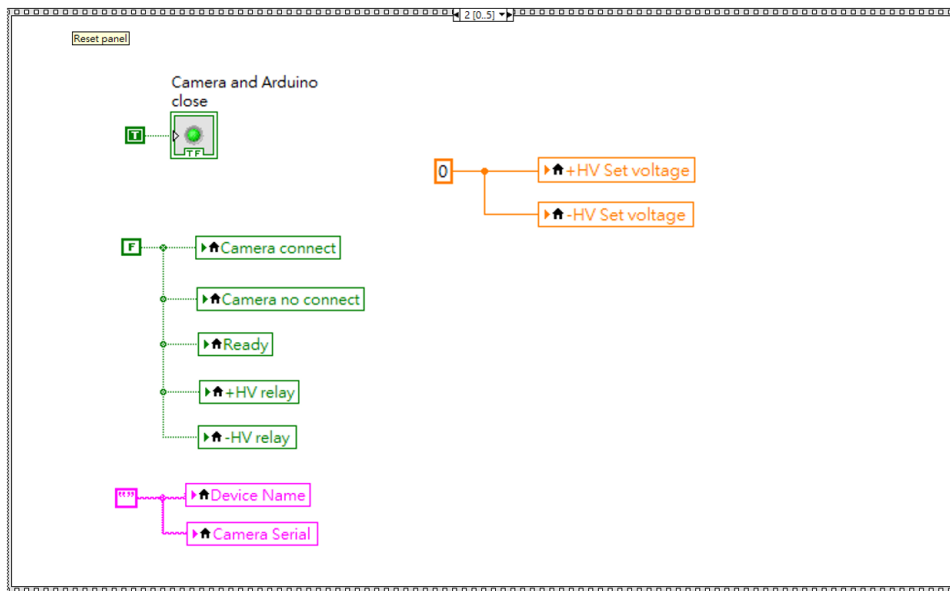 2 [0..5]
Reset panel
Camera and Arduino
close
T
TF
0
+HV Set voltage
-HV Set voltage
F
Camera connect
Camera no connect
Ready
+HV relay
-HV relay
“”
Device Name
Camera Serial